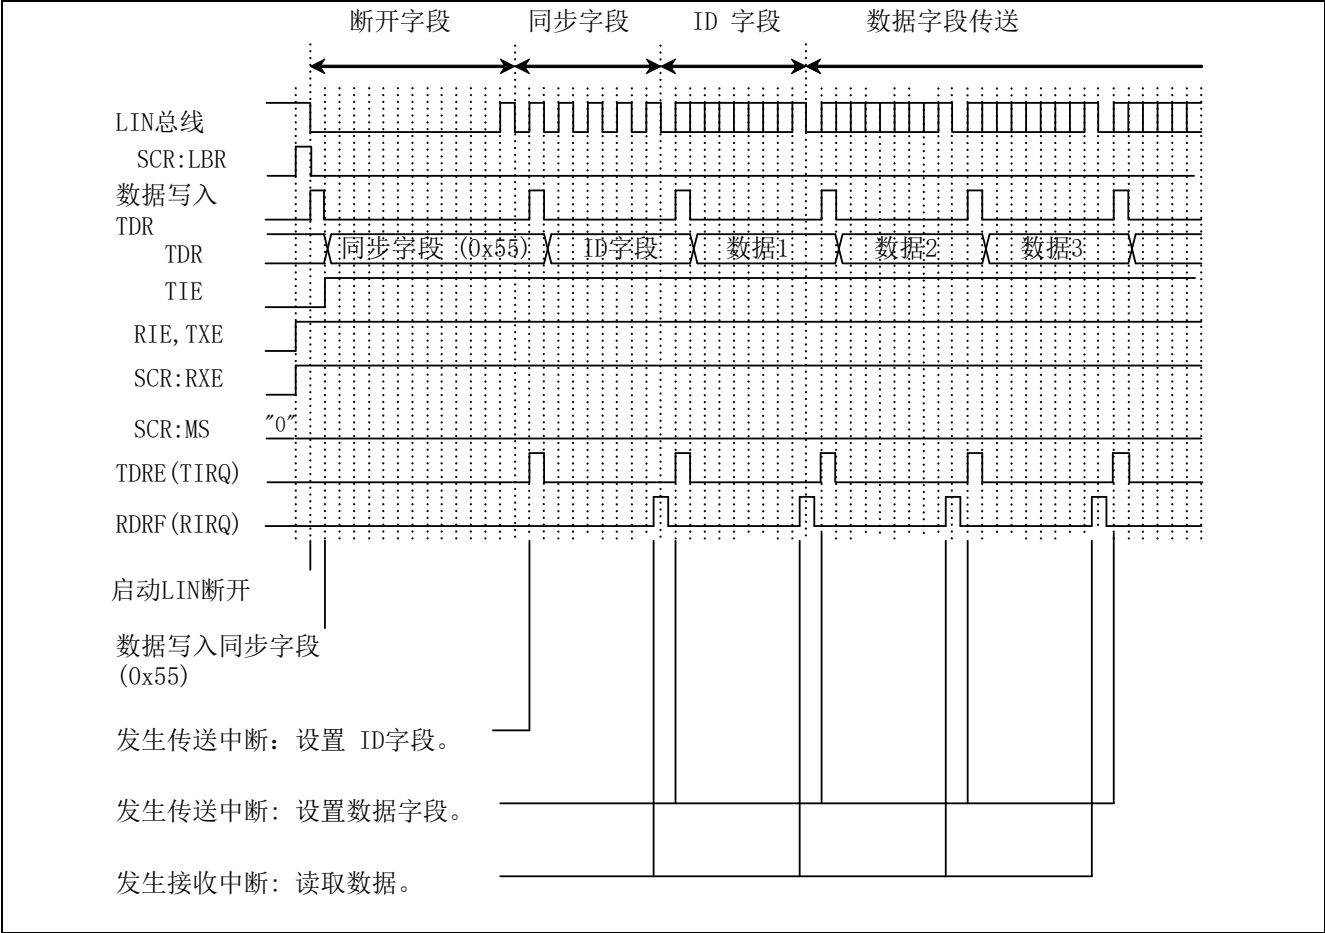 断开字段 同步字段 ID 字段 数据字段传送
LIN总线
SCR:LBR
数据写入
TDR
TDR 同步字段 (0x55) ID字段 数据1 数据2 数据3
TIE
RIE,TXE
SCR:RXE
SCR:MS "0"
TDRE(TIRQ)
RDRF(RIRQ)
启动LIN断开
数据写入同步字段
(0x55)
发生传送中断: 设置 ID字段。
发生传送中断: 设置数据字段。
发生接收中断: 读取数据。